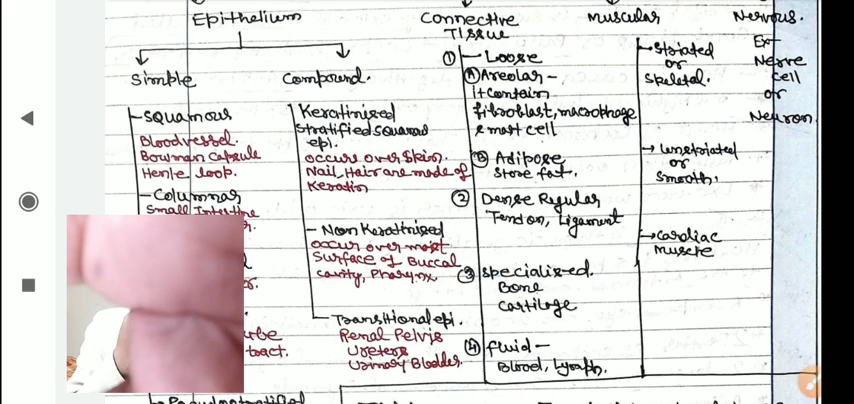 Epithelium
Simple
Compound.
- Squamous
Bloodvessel.
Bowman Capsule
Henle loop.
- Columnar
Small Intestine
tract.
Keratinised
Stratified squamous
epi.
occurs over skin.
Nail, Hair are made of
Keratin
- Non Keratinised
occur over moist
Surface of Buccal
cavity, Pharynx
- Transitional epi.
Renal Pelvis
Ureters
Urinary Bladder.
Connective
Tissue
① - Loose
Ⓐ Areolar -
it contain
fibroblast, macrophage
& mast cell
Ⓑ Adipose
Store fat.
② Dense Regular
Tendon, Ligament
③ Specialized.
Bone
Cartilage
④ fluid -
Blood, Lymph.
Muscular
→ Striated
or
Skeletal.
→ Unstriated
or
Smooth.
→ Cardiac
Muscle
Nervous.
Ex-
Nerve
cell
or
Neuron.